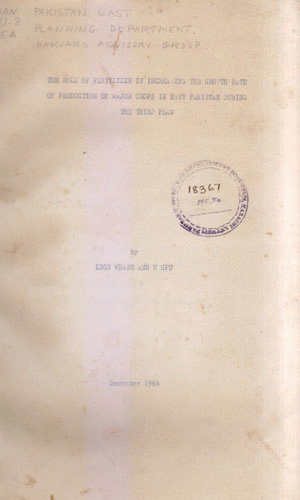 PAKISTAN EAST
PLANNING DEPARTMENT.
HARVARD ADVISORY GROUP
THE ROLE OF FERTILIZER IN INCREASING THE GROWTH RATE
OF PRODUCTION OF MAJOR CROPS IN EAST PAKISTAN DURING
THE THIRD PLAN
18367
by
AND
December 1964